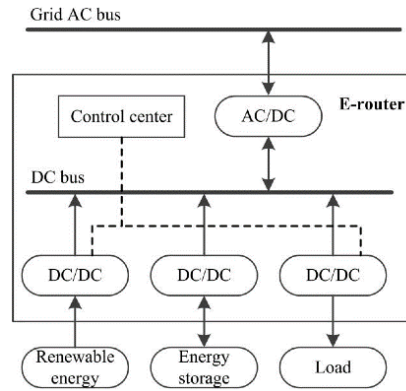 Grid AC bus
Control center
AC/DC
E-router
DC bus
DC/DC
DC/DC
DC/DC
Renewable
energy
Energy
storage
Load